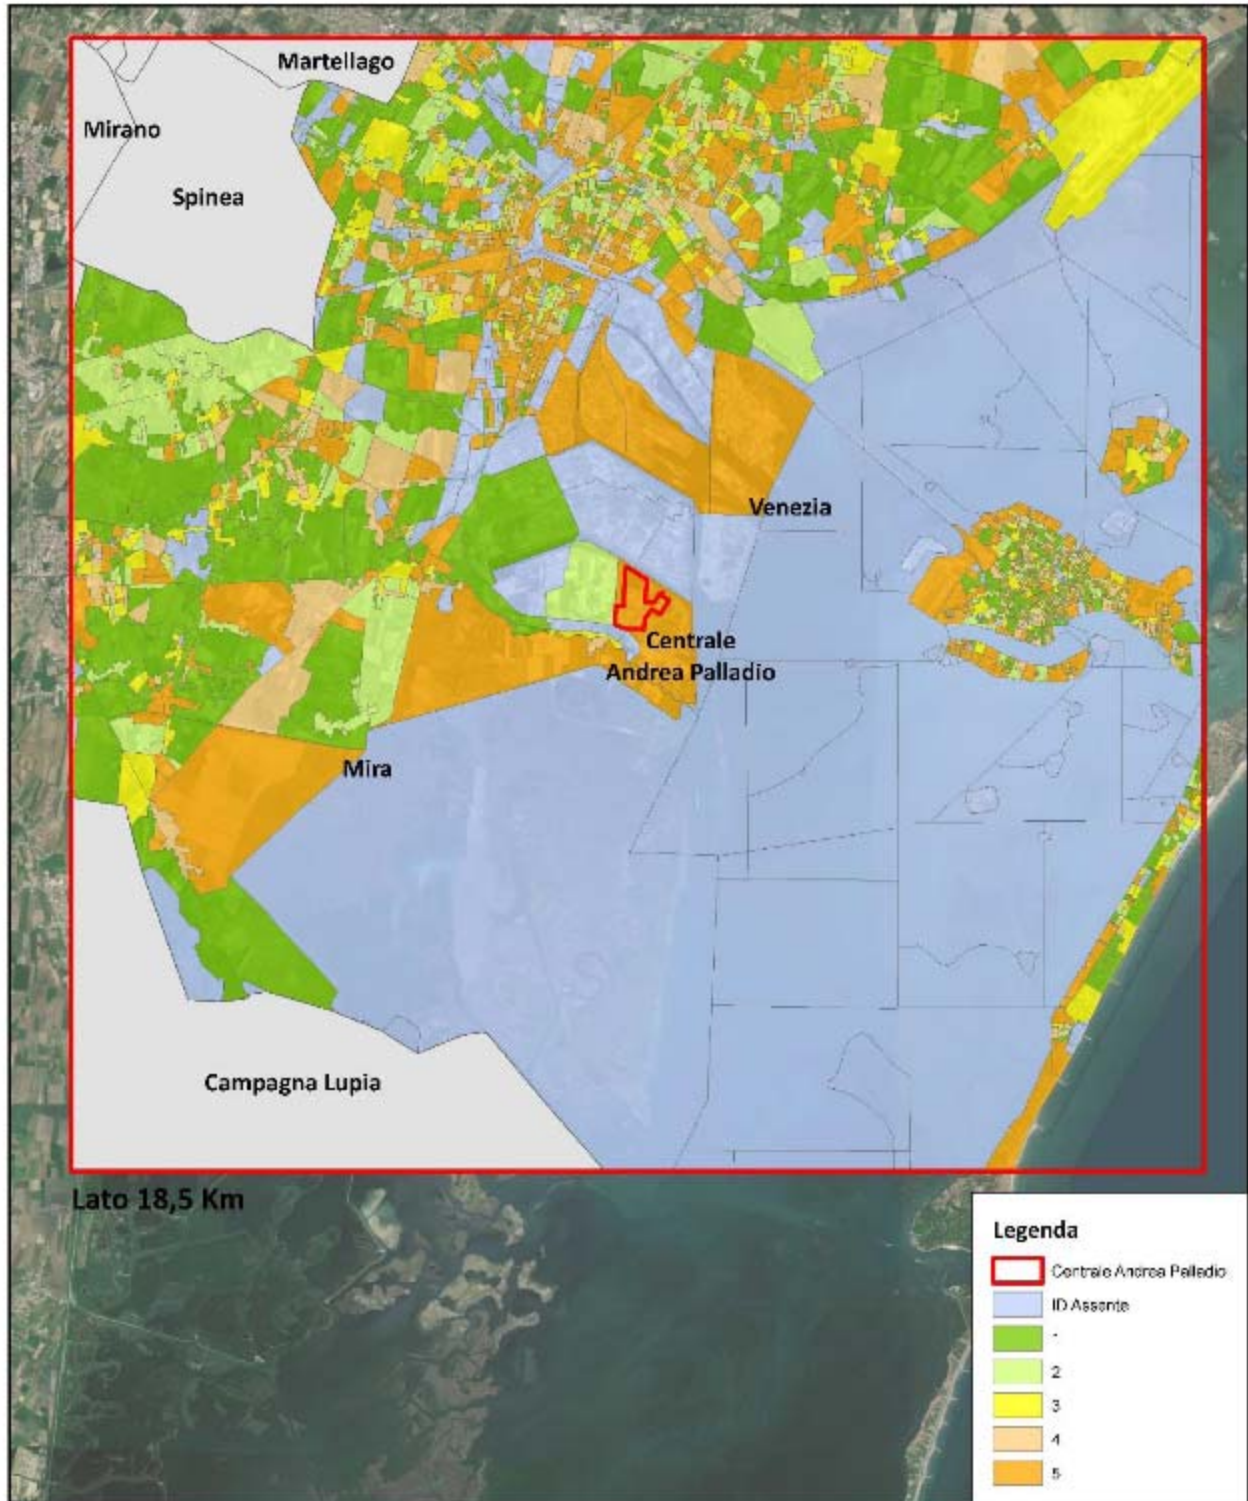 Martellago
Mirano
Spinea
Venezia
Centrale
Andrea Palladio
Mira
Campagna Lupia
Lato 18,5 Km
Legenda
Centrale Andrea Palladio
ID Assente
2
3
4
5